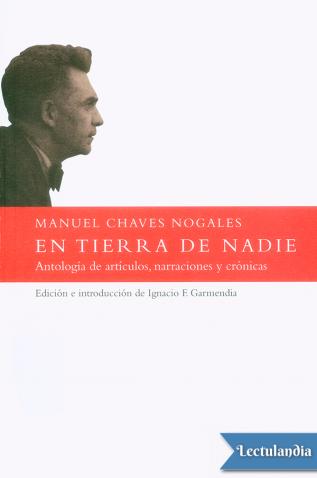 MANUEL CHAVES NOGALES
EN TIERRA DE NADIE
Antología de artículos, narraciones y crónicas
Edición e introducción de Ignacio F. Garmendia
Lectulandia